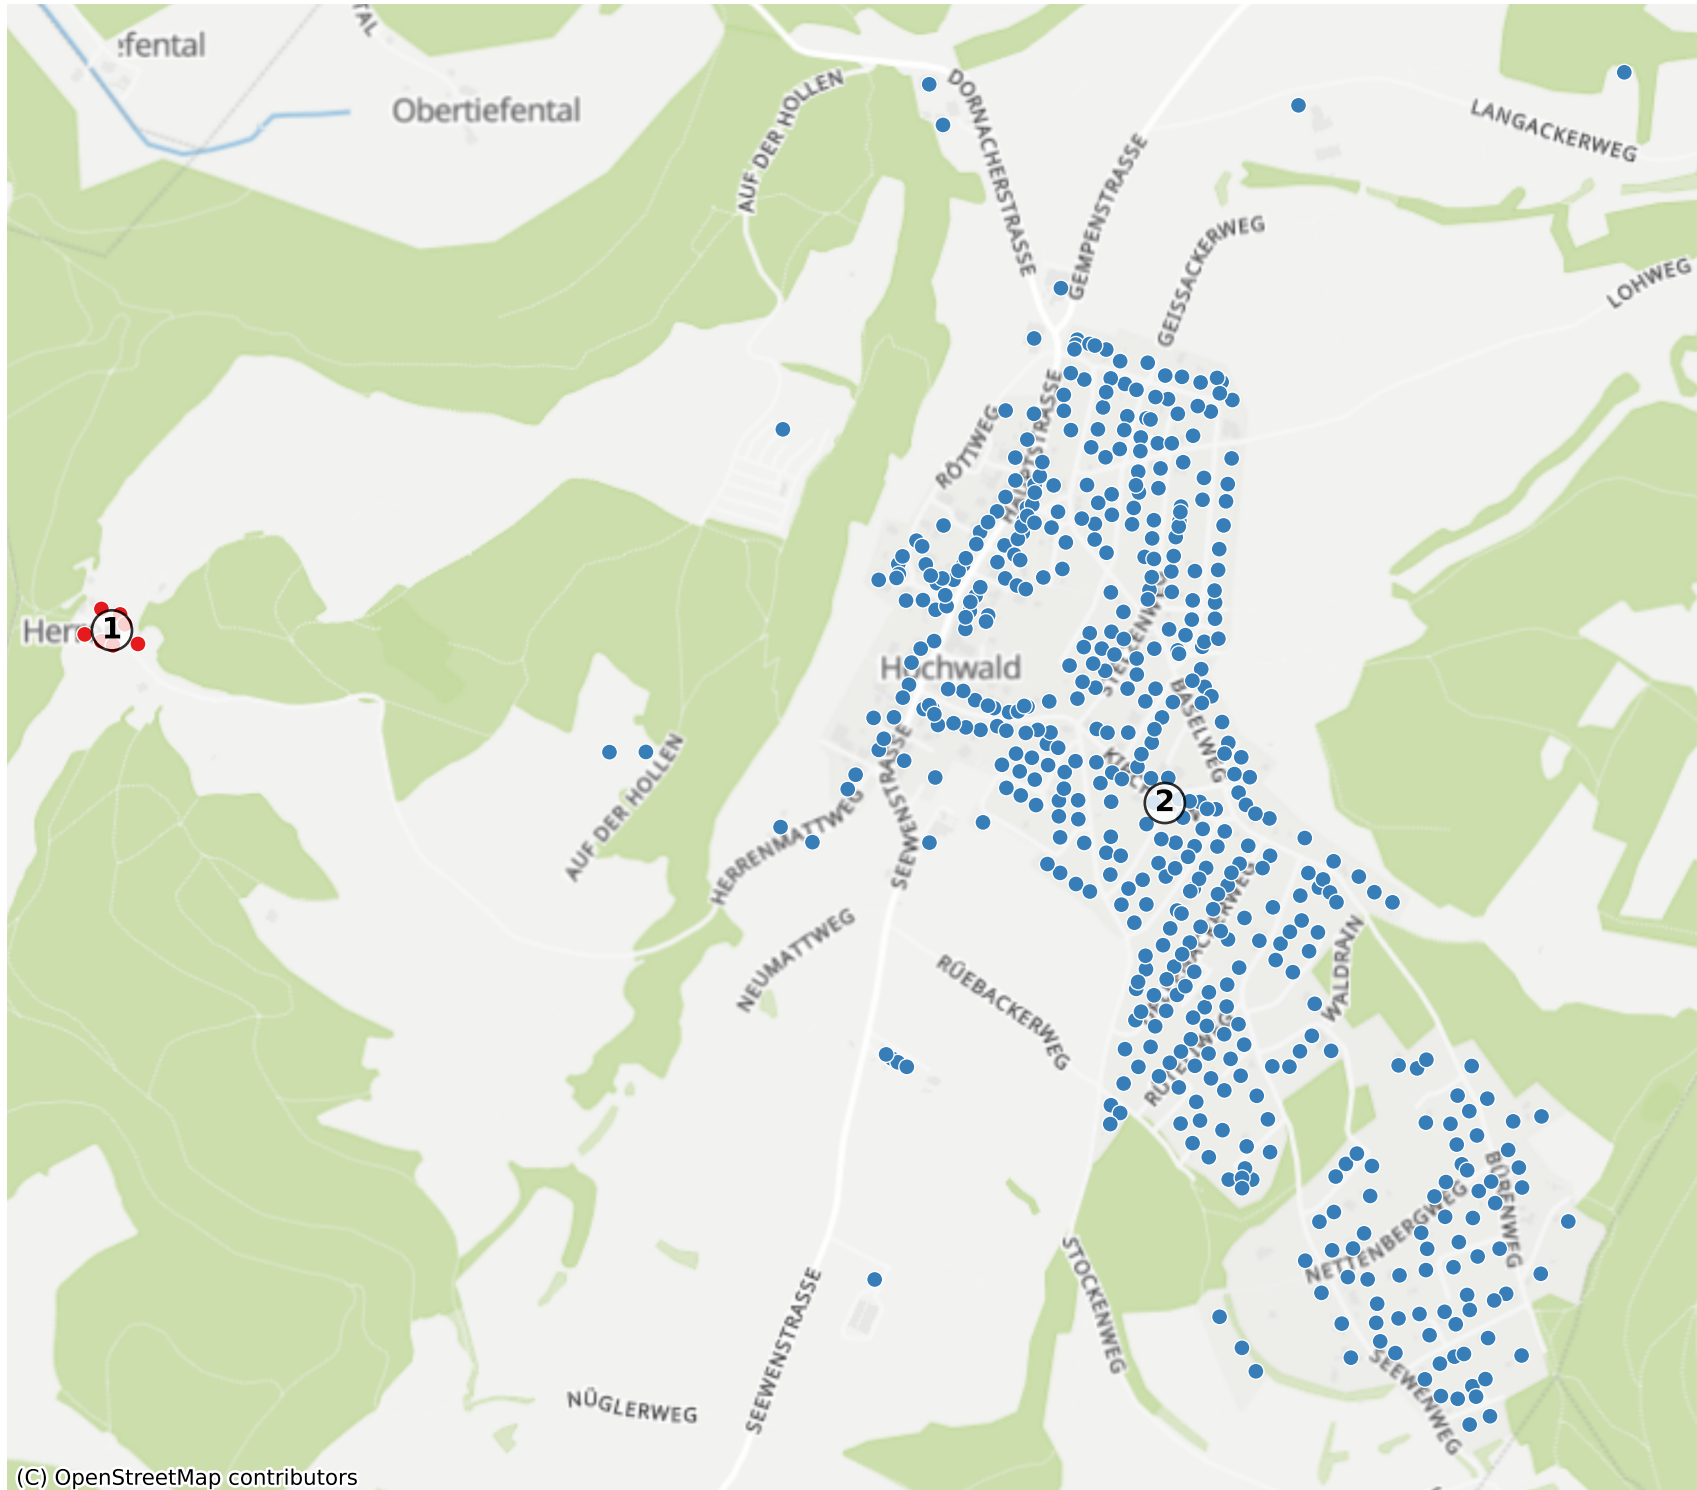 Obertiefental
AUF DER HOLLEN
DORNACHERSTRASSE
GEMPENSTRASSE
LANGACKERWEG
GEISSACKERWEG
LOHWEG
RÖTIWEG
HAUPTSTRASSE
1
Hochwald
BASELWEG
2
AUF DER HOLLEN
HERRENMATTWEG
SEEWENSTRASSE
NEUMATTWEG
RÜEBACKERWEG
WALDRAIN
BÜRENWEG
NETTENBERGWEG
STOCKENWEG
SEEWENSTRASSE
SEEWENWEG
NÜGLERWEG
(C) OpenStreetMap contributors